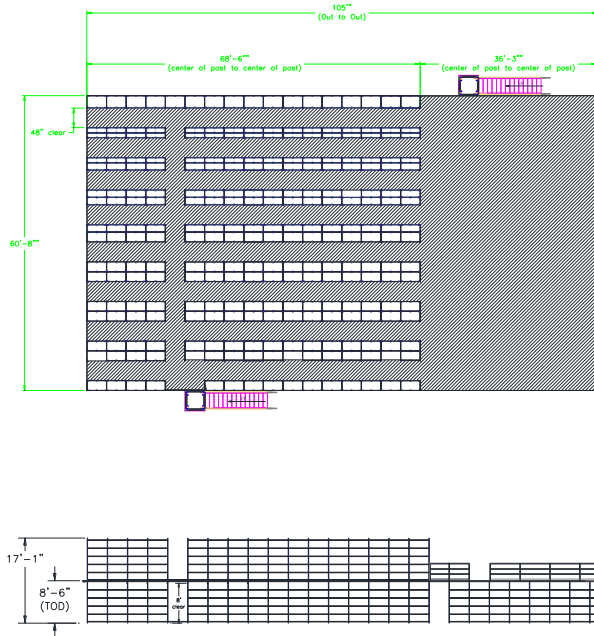 105'"
(Out to Out)
68'-6'"
(center of post to center of post)
36'-3'"
(center of post to center of post)
48" clear
60'-8'"
17'-1"
8'-6"
(TOD)
8'
clear